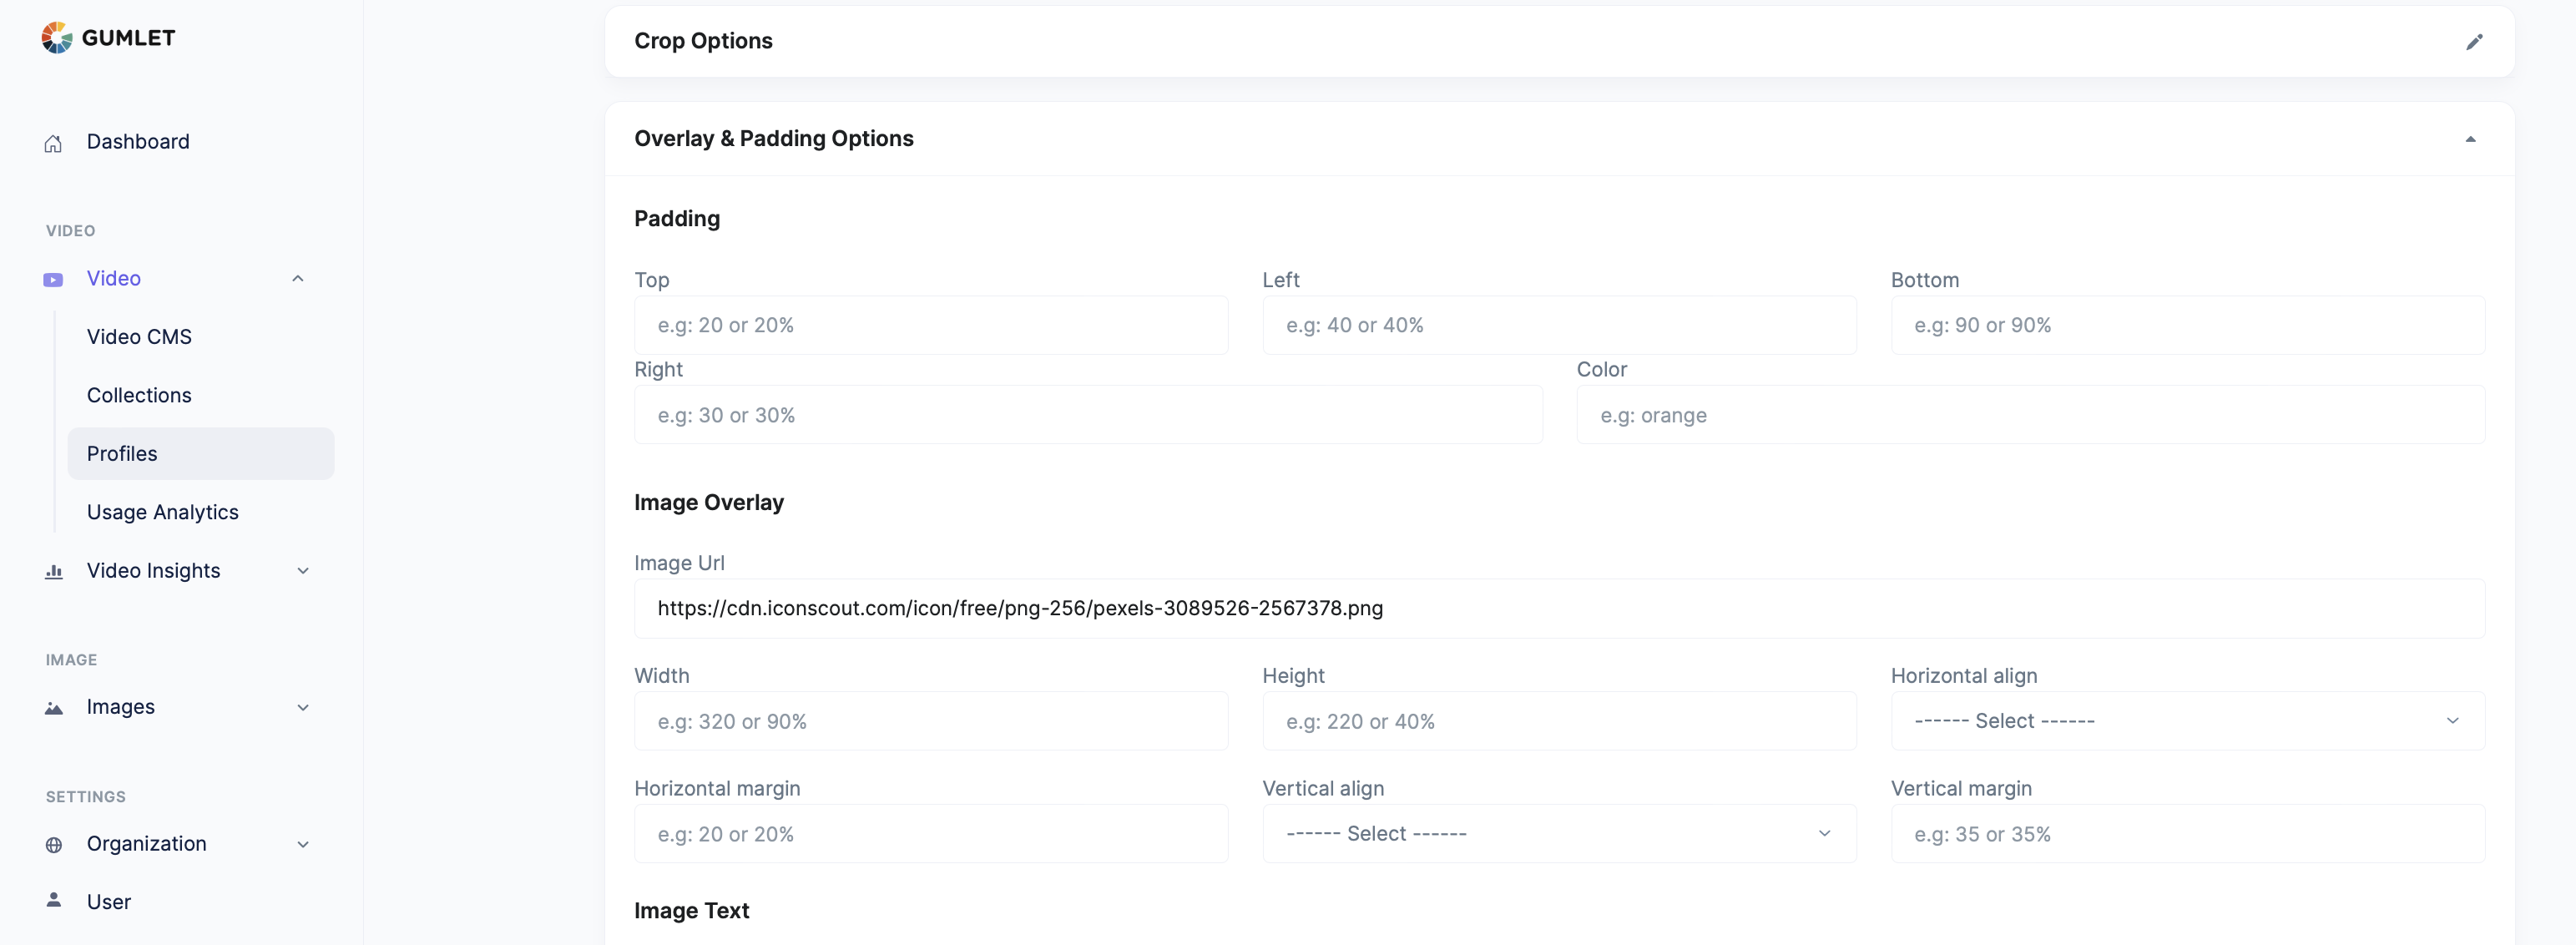 GUMLET
Dashboard
VIDEO
Video
Video CMS
Collections
Profiles
Usage Analytics
Video Insights
IMAGE
Images
SETTINGS
Organization
User
Crop Options
Overlay & Padding Options
Padding
Top Left Bottom
e.g: 20 or 20% e.g: 40 or 40% e.g: 90 or 90%
Right Color
e.g: 30 or 30% e.g: orange
Image Overlay
Image Url
https://cdn.iconscout.com/icon/free/png-256/pexels-3089526-2567378.png
Width Height Horizontal align
e.g: 320 or 90% e.g: 220 or 40% ------ Select ------
Horizontal margin Vertical align Vertical margin
e.g: 20 or 20% ------ Select ------ e.g: 35 or 35%
Image Text